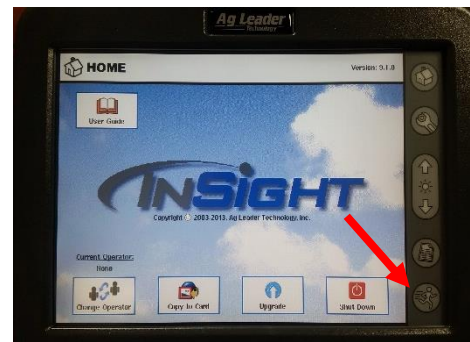 Ag Leader
Technology
HOME
Version: 9.1.0
User Guide
INSIGHT
Copyright © 2003-2013, Ag Leader Technology, Inc.
Current Operator:
None
Change Operator
Copy to Card
Upgrade
Shut Down